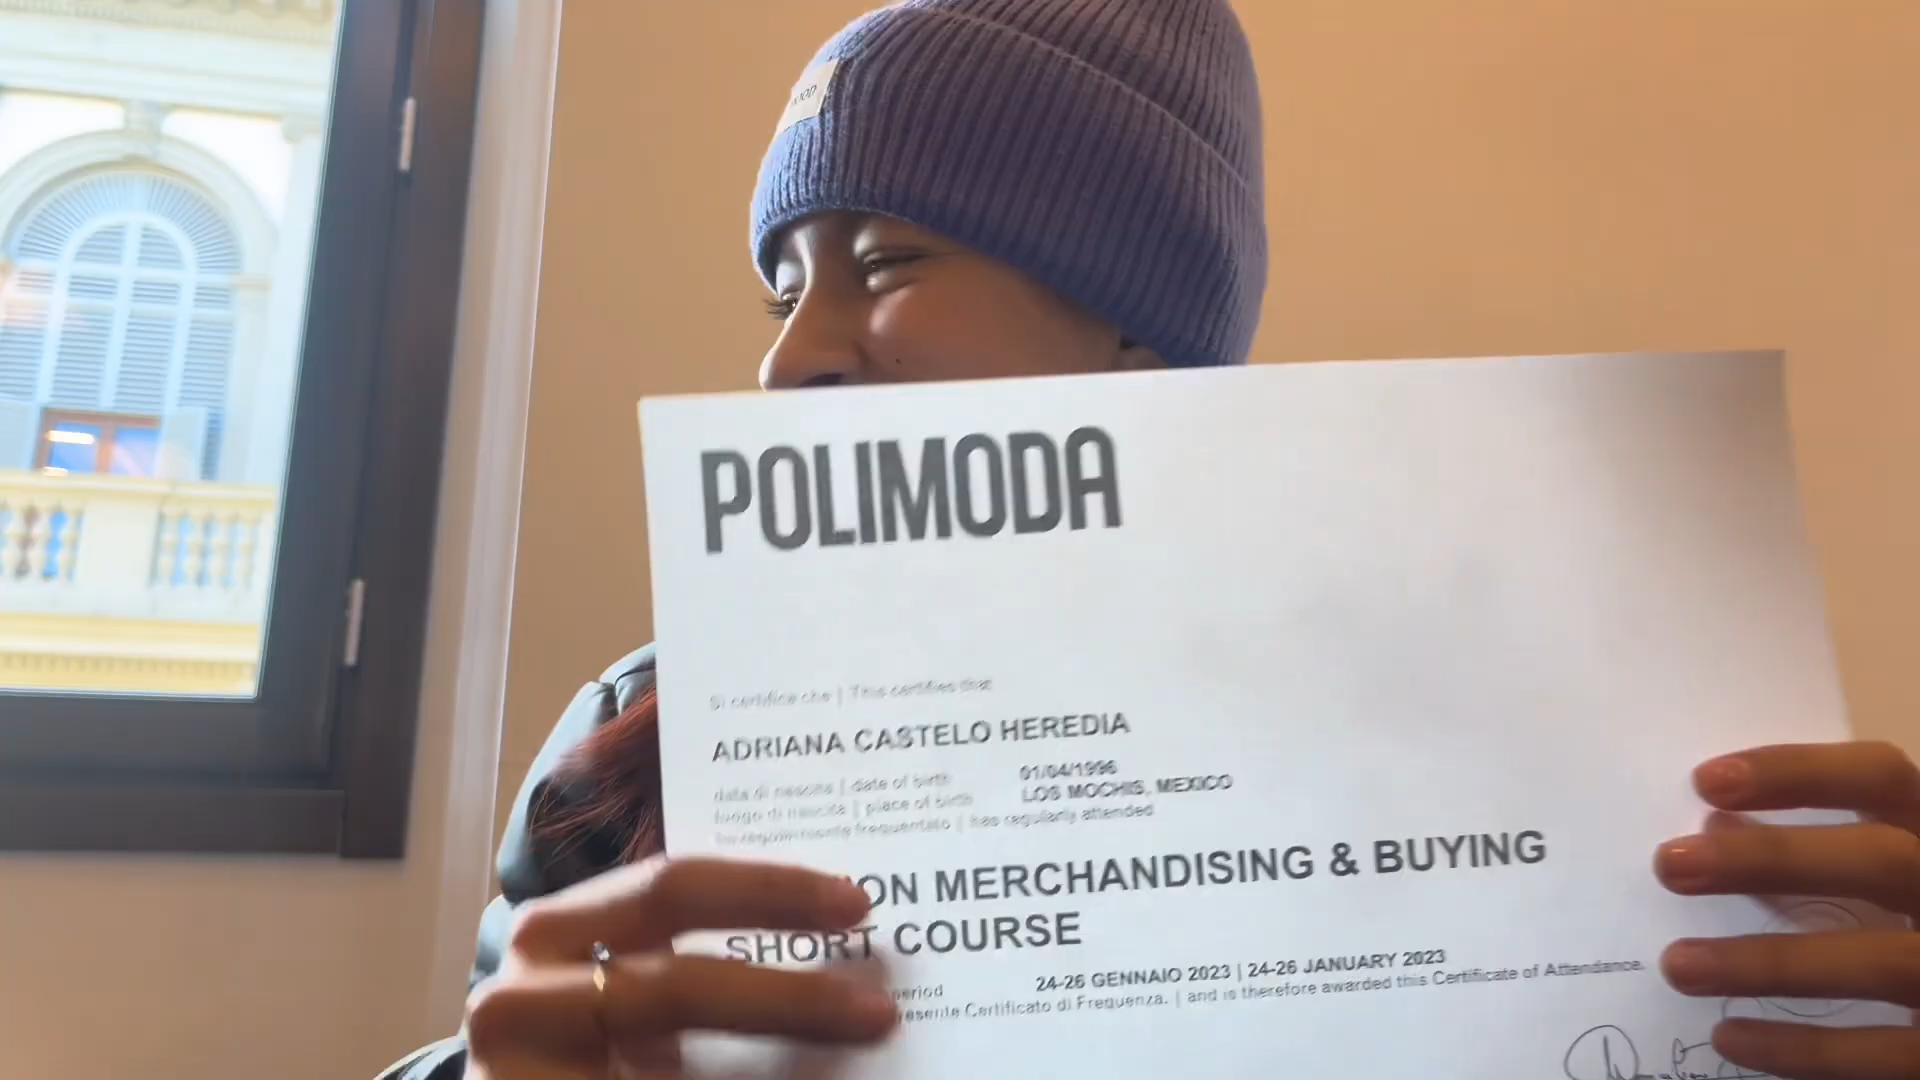 POLIMODA
Si certifica che | This certifies that
ADRIANA CASTELO HEREDIA
data di nascita | date of birth 01/04/1996
luogo di nascita | place of birth LOS MOCHIS, MEXICO
frequentato | has regularly attended
ON MERCHANDISING & BUYING
SHORT COURSE
period 24-26 GENNAIO 2023 | 24-26 JANUARY 2023
presente Certificato di Frequenza. | and is therefore awarded this Certificate of Attendance.